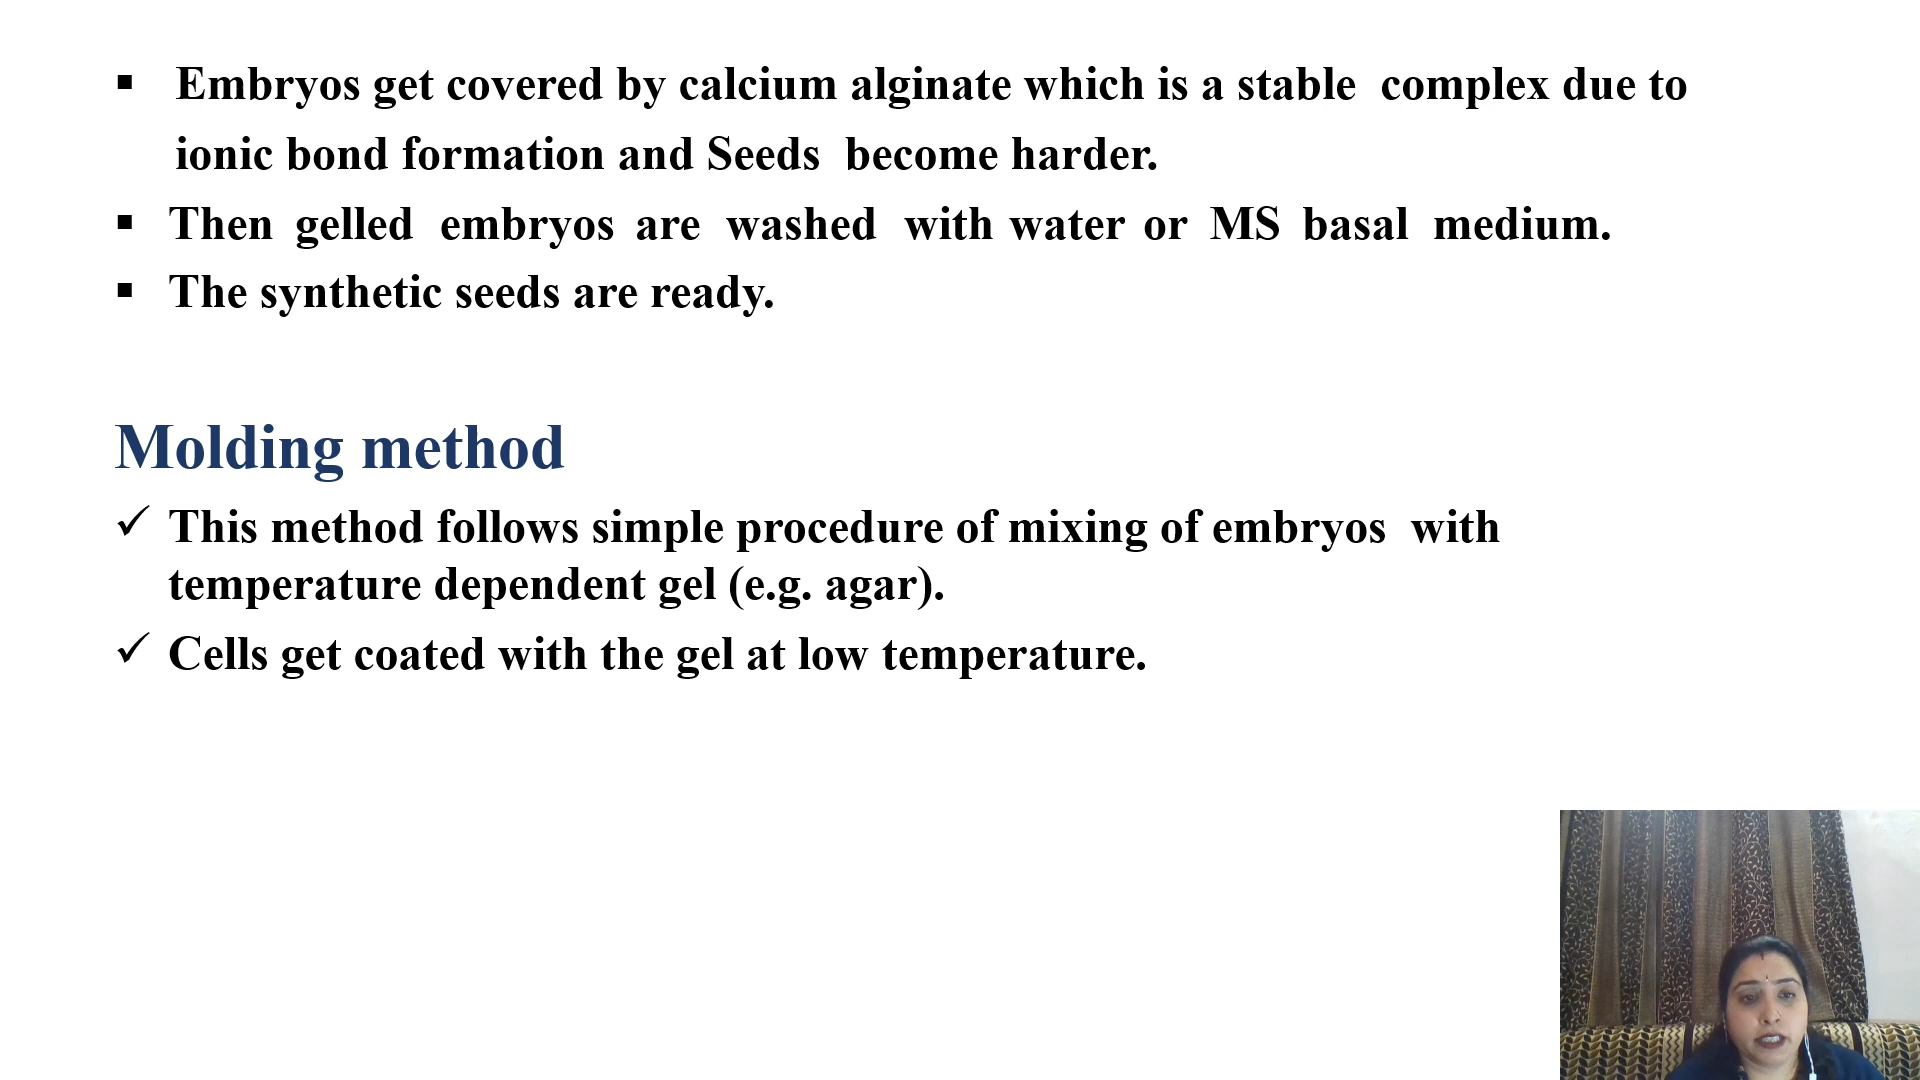 ▪ Embryos get covered by calcium alginate which is a stable complex due to
ionic bond formation and Seeds become harder.
▪ Then gelled embryos are washed with water or MS basal medium.
▪ The synthetic seeds are ready.
Molding method
✓ This method follows simple procedure of mixing of embryos with
temperature dependent gel (e.g. agar).
✓ Cells get coated with the gel at low temperature.